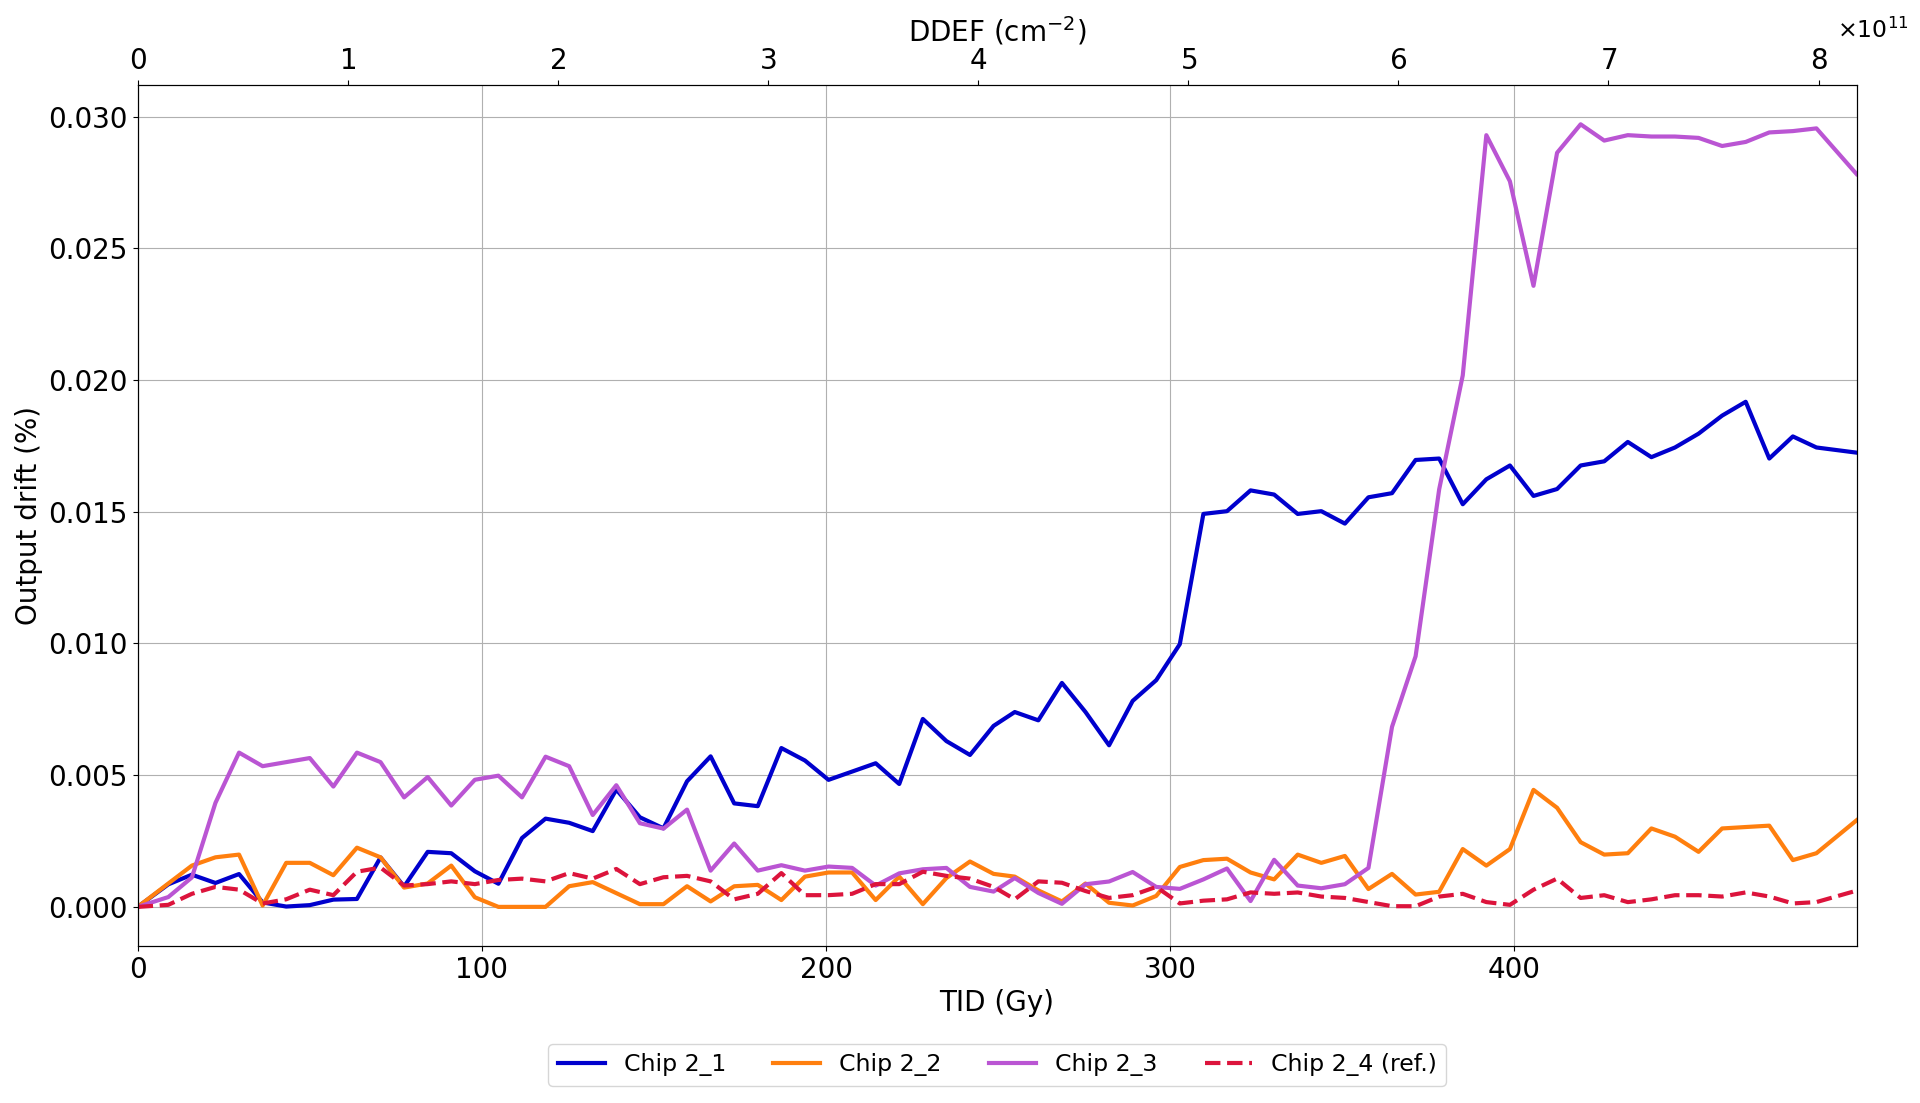 DDEF (cm⁻²)
×10¹¹
0 1 2 3 4 5 6 7 8
0.030
0.025
0.020
0.015
0.010
0.005
0.000
Output drift (%)
0 100 200 300 400
TID (Gy)
Chip 2_1 Chip 2_2 Chip 2_3 Chip 2_4 (ref.)